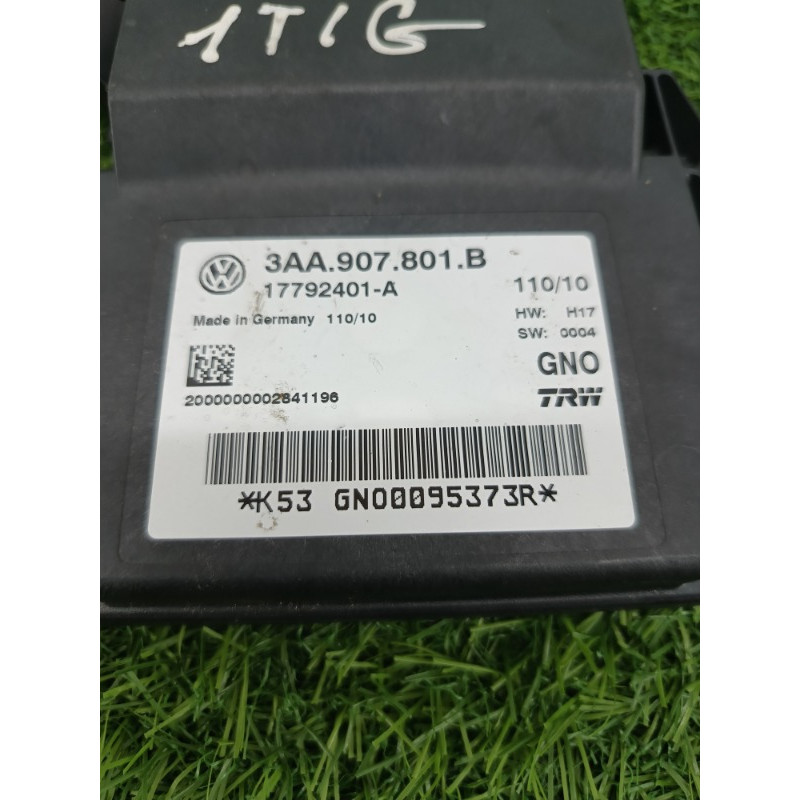 1TIG
3AA.907.801.B
17792401-A
110/10
Made in Germany 110/10
HW: H17
SW: 0004
GNO
2000000002841196
TRW
*K53 GNO0095373R*